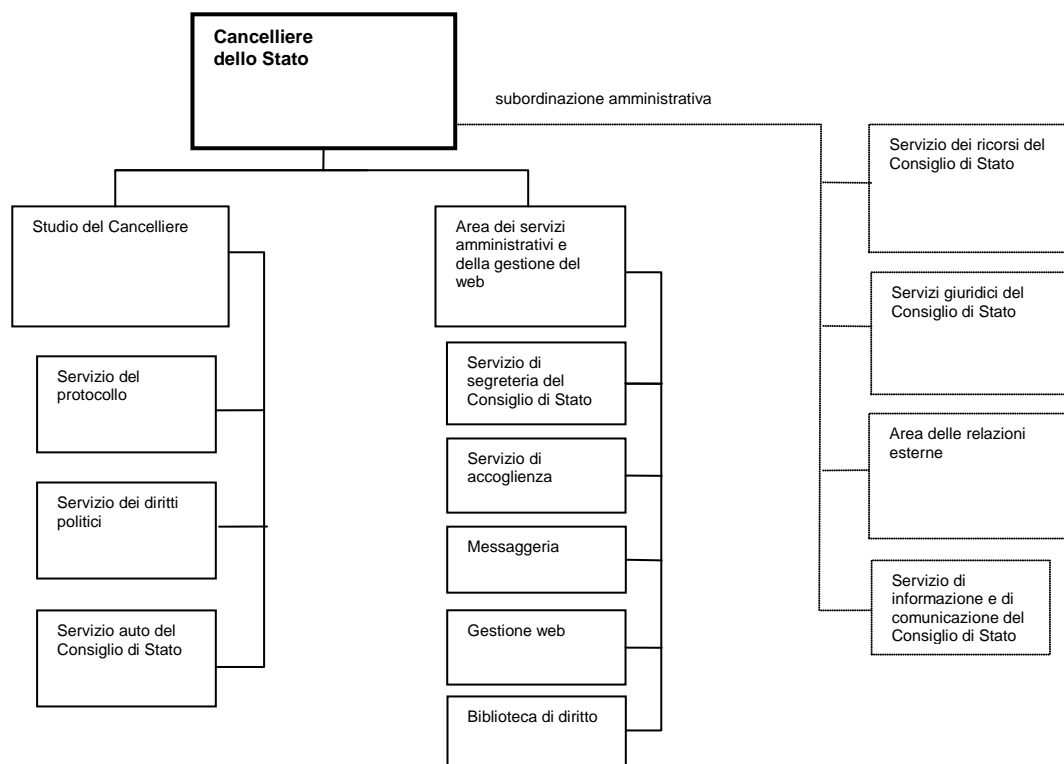 Cancelliere
dello Stato
subordinazione amministrativa
Servizio dei ricorsi del
Consiglio di Stato
Studio del Cancelliere
Area dei servizi
amministrativi e
della gestione del
web
Servizi giuridici del
Consiglio di Stato
Servizio del
protocollo
Servizio di
segreteria del
Consiglio di Stato
Area delle relazioni
esterne
Servizio di
accoglienza
Servizio dei diritti
politici
Messaggeria
Servizio di
informazione e di
comunicazione del
Consiglio di Stato
Servizio auto del
Consiglio di Stato
Gestione web
Biblioteca di diritto